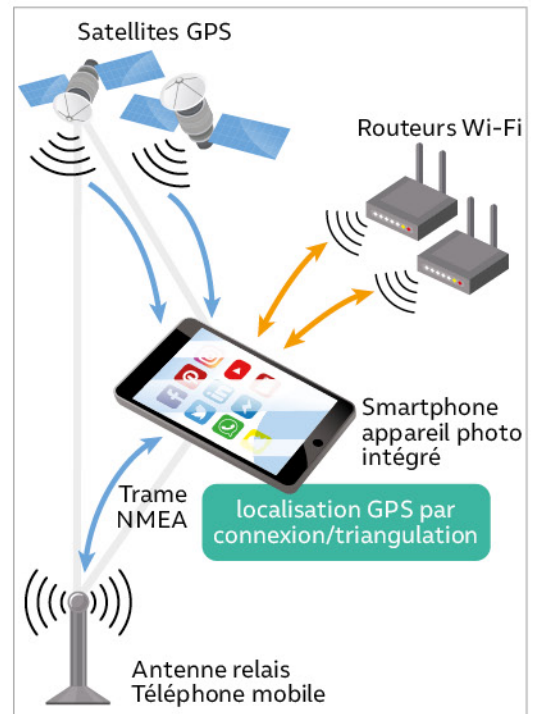 Satellites GPS
Routeurs Wi-Fi
Smartphone
appareil photo
intégré
Trame
NMEA
localisation GPS par
connexion/triangulation
Antenne relais
Téléphone mobile